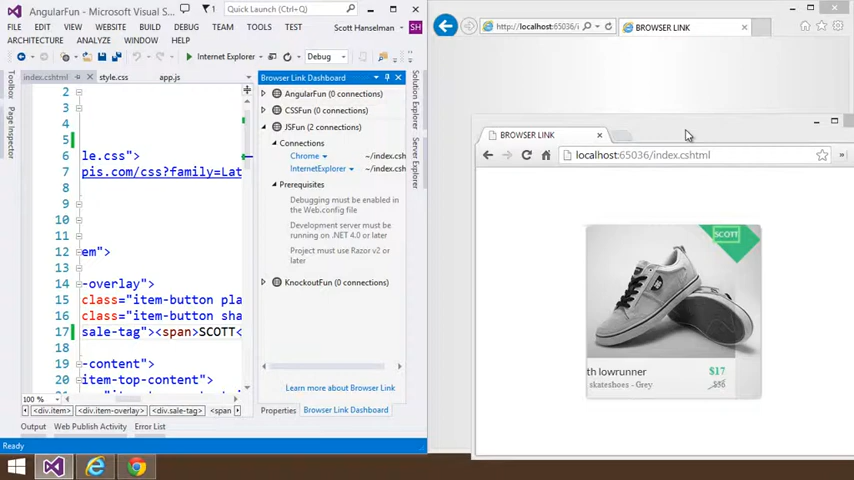 AngularFun - Microsoft Visual S...
Quick Launch (Ctrl+Q)
1
Scott Hanselman
SH
FILE EDIT VIEW WEBSITE BUILD DEBUG TEAM TOOLS TEST
ARCHITECTURE ANALYZE WINDOW HELP
Internet Explorer
Debug
index.cshtml
style.css
app.js
Toolbox
Page Inspector
2
3
4
5
6 le.css">
7 pis.com/css?family=Lat
8
9
10
11
12 em">
13
14 -overlay">
15 class="item-button pla
16 class="item-button sha
17 sale-tag"><span>SCOTT<
18
19 -content">
20 item-top-content">
100 %
<div.item> <div.item-overlay> <div.sale-tag> <span
Output Web Publish Activity Error List
Ready
Browser Link Dashboard
AngularFun (0 connections)
CSSFun (0 connections)
JSFun (2 connections)
Connections
Chrome ~/index.csh
InternetExplorer ~/index.csh
Prerequisites
Debugging must be enabled in
the Web.config file
Development server must be
running on .NET 4.0 or later
Project must use Razor v2 or
later
KnockoutFun (0 connections)
Learn more about Browser Link
Properties Browser Link Dashboard
Solution Explorer
Server Explorer
http://localhost:65036/i
BROWSER LINK
BROWSER LINK
localhost:65036/index.cshtml
SCOTT
th lowrunner $17
skateshoes - Grey $36